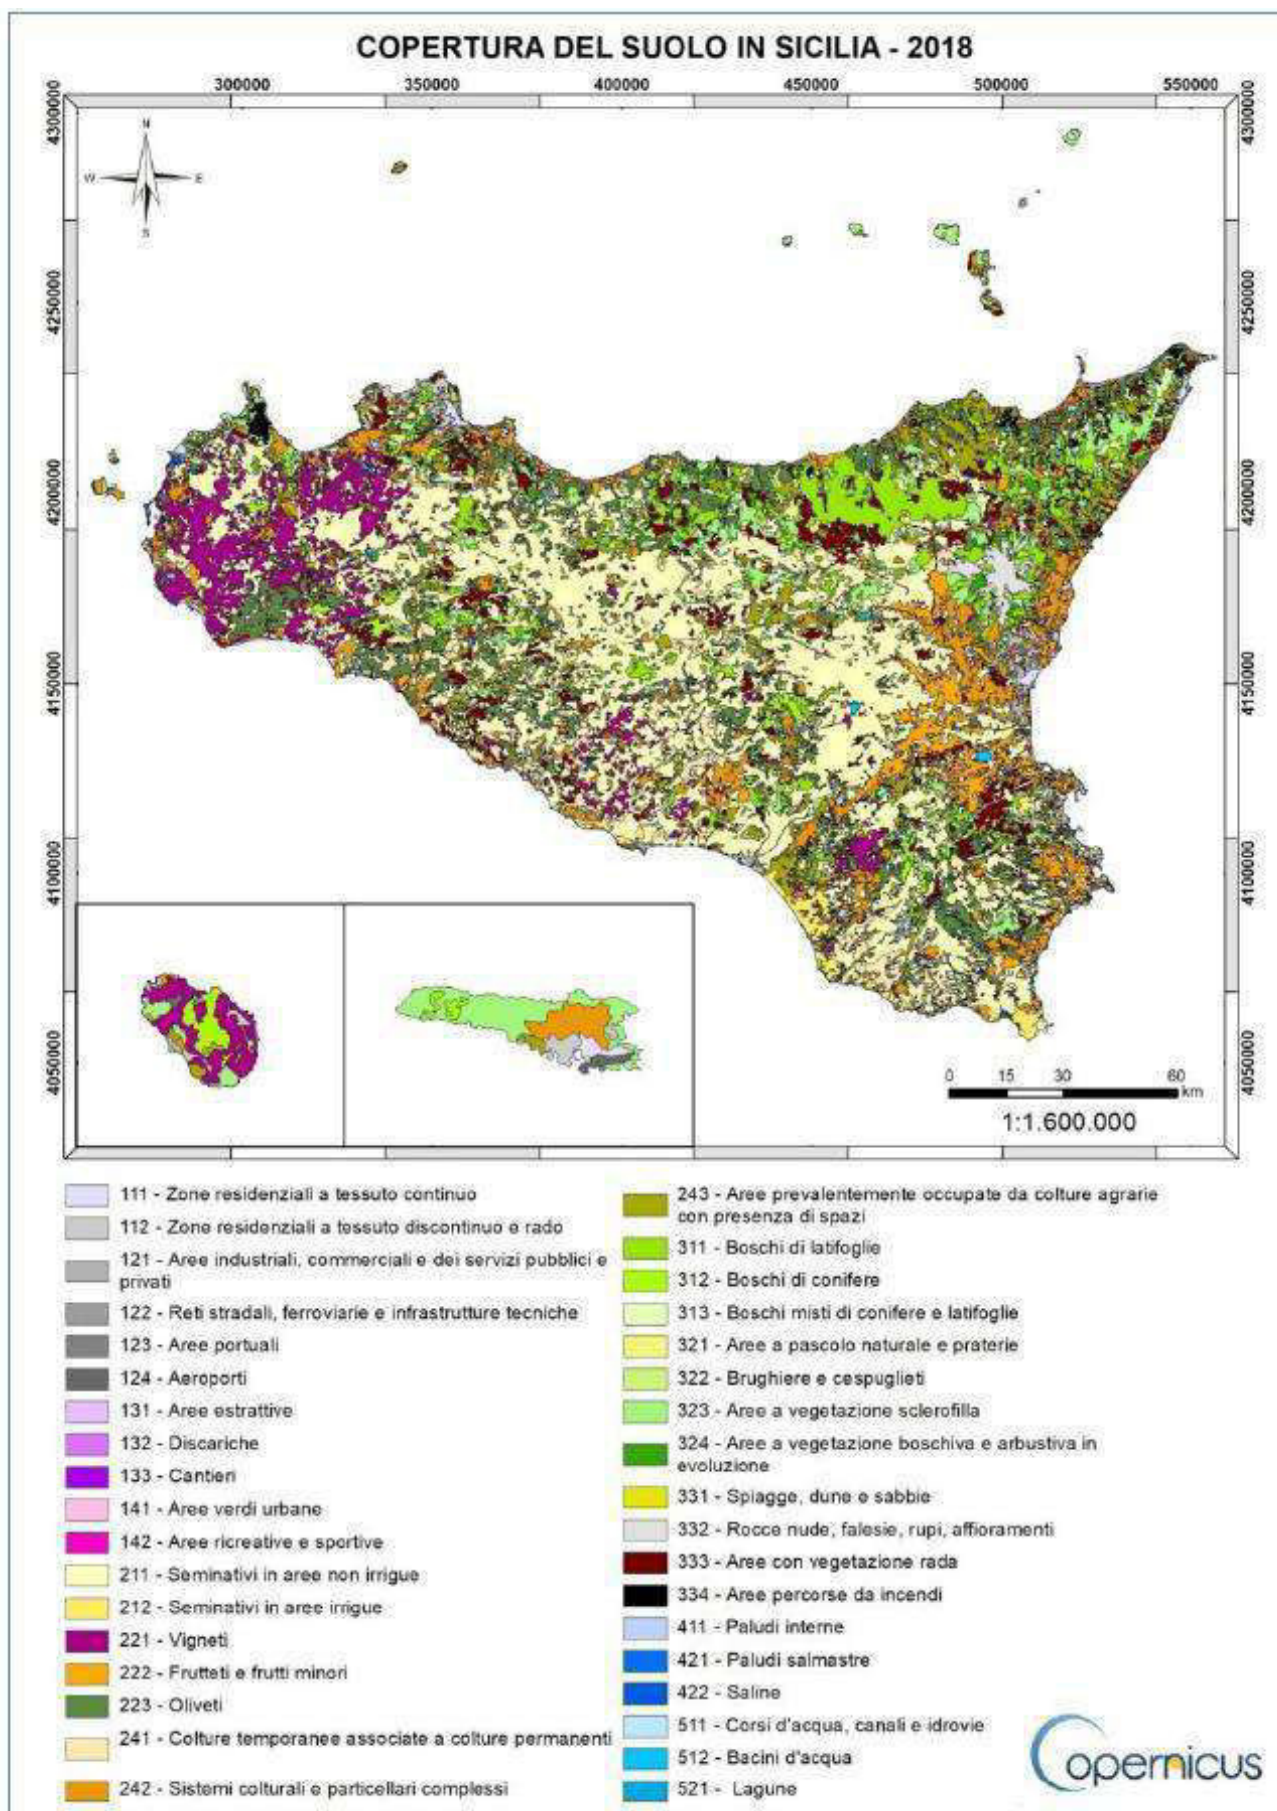 COPERTURA DEL SUOLO IN SICILIA - 2018
300000 350000 400000 450000 500000 550000
4300000 4300000
N
W E
S
4250000 4250000
4200000 4200000
4150000 4150000
4100000 4100000
4050000 4050000
0 15 30 60
km
1:1.600.000
111 - Zone residenziali a tessuto continuo
112 - Zone residenziali a tessuto discontinuo e rado
121 - Aree industriali, commerciali e dei servizi pubblici e
privati
122 - Reti stradali, ferroviarie e infrastrutture tecniche
123 - Aree portuali
124 - Aeroporti
131 - Aree estrattive
132 - Discariche
133 - Cantieri
141 - Aree verdi urbane
142 - Aree ricreative e sportive
211 - Seminativi in aree non irrigue
212 - Seminativi in aree irrigue
221 - Vigneti
222 - Frutteti e frutti minori
223 - Oliveti
241 - Colture temporanee associate a colture permanenti
242 - Sistemi colturali e particellari complessi
243 - Aree prevalentemente occupate da colture agrarie
con presenza di spazi
311 - Boschi di latifoglie
312 - Boschi di conifere
313 - Boschi misti di conifere e latifoglie
321 - Aree a pascolo naturale e praterie
322 - Brughiere e cespuglieti
323 - Aree a vegetazione sclerofilla
324 - Aree a vegetazione boschiva e arbustiva in
evoluzione
331 - Spiagge, dune e sabbie
332 - Rocce nude, falesie, rupi, affioramenti
333 - Aree con vegetazione rada
334 - Aree percorse da incendi
411 - Paludi interne
421 - Paludi salmastre
422 - Saline
511 - Corsi d'acqua, canali e idrovie
512 - Bacini d'acqua
521 - Lagune
Copernicus